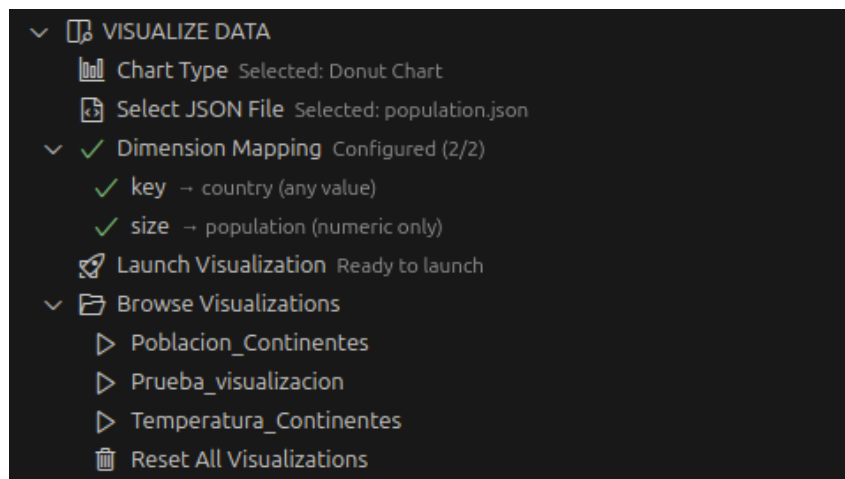 VISUALIZE DATA
Chart Type Selected: Donut Chart
Select JSON File Selected: population.json
Dimension Mapping Configured (2/2)
key → country (any value)
size → population (numeric only)
Launch Visualization Ready to launch
Browse Visualizations
Poblacion_Continentes
Prueba_visualizacion
Temperatura_Continentes
Reset All Visualizations